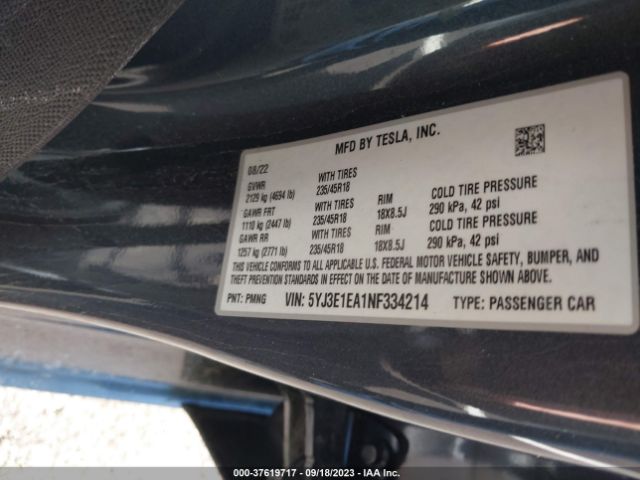 MFD BY TESLA, INC.
08/22
GVWR WITH TIRES
2129 kg (4694 lb) 235/45R18 RIM COLD TIRE PRESSURE
GAWR FRT 18X8.5J 290 kPa, 42 psi
1110 kg (2447 lb) WITH TIRES RIM COLD TIRE PRESSURE
GAWR RR 235/45R18 18X8.5J 290 kPa, 42 psi
1257 kg (2771 lb) WITH TIRES
235/45R18
THIS VEHICLE CONFORMS TO ALL APPLICABLE U.S. FEDERAL MOTOR VEHICLE SAFETY, BUMPER, AND
THEFT PREVENTION STANDARDS IN EFFECT ON THE DATE OF MANUFACTURE SHOWN ABOVE.
PNT: PMNG VIN: 5YJ3E1EA1NF334214 TYPE: PASSENGER CAR
000-37619717 - 09/18/2023 - IAA Inc.